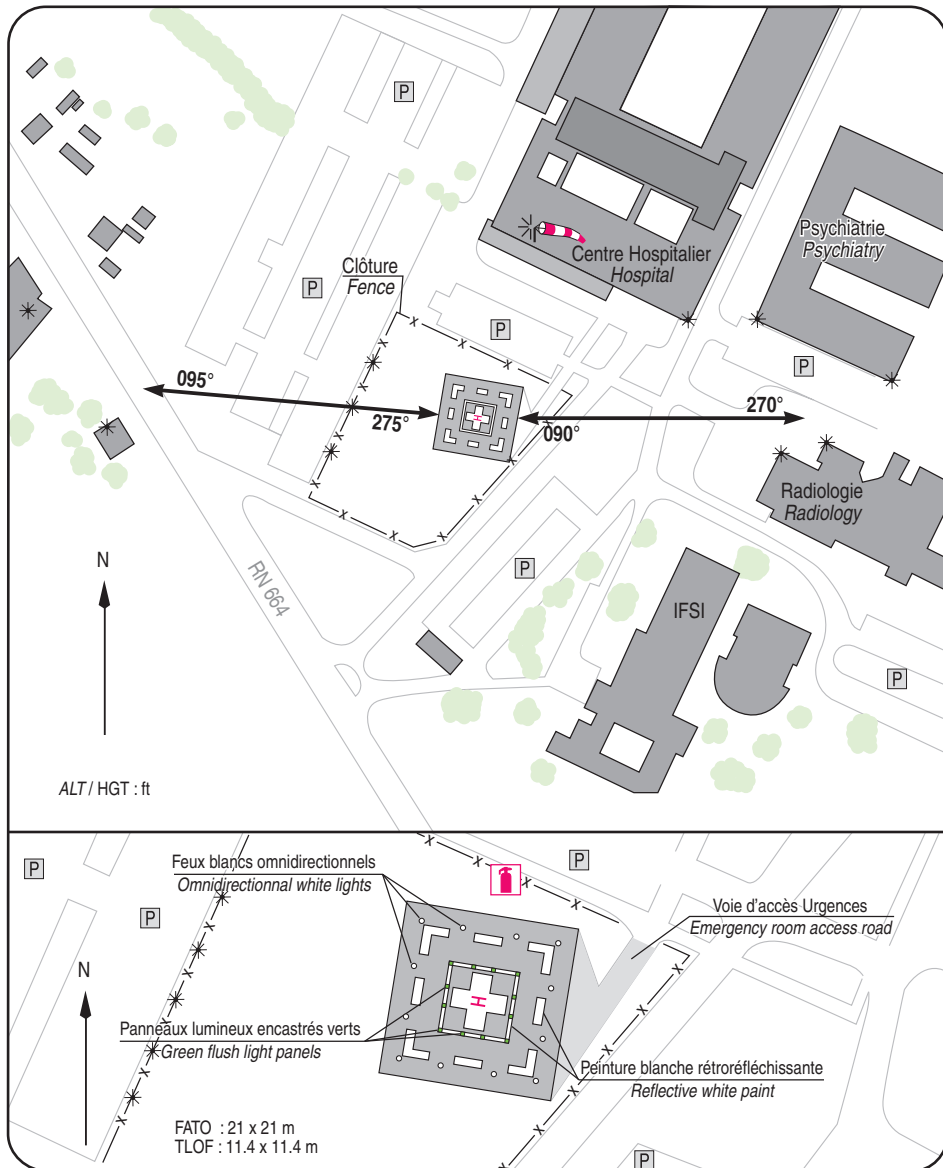 P
Psychiatrie
Psychiatry
Centre Hospitalier
Hospital
Clôture
Fence
P
P
P
095°
275°
270°
090°
H
Radiologie
Radiology
N
RN 664
P
IFSI
P
ALT / HGT : ft
P
Feux blancs omnidirectionnels
Omnidirectionnal white lights
P
P
Voie d'accès Urgences
Emergency room access road
N
H
Panneaux lumineux encastrés verts
Green flush light panels
Peinture blanche rétroréfléchissante
Reflective white paint
FATO : 21 x 21 m
TLOF : 11.4 x 11.4 m
P